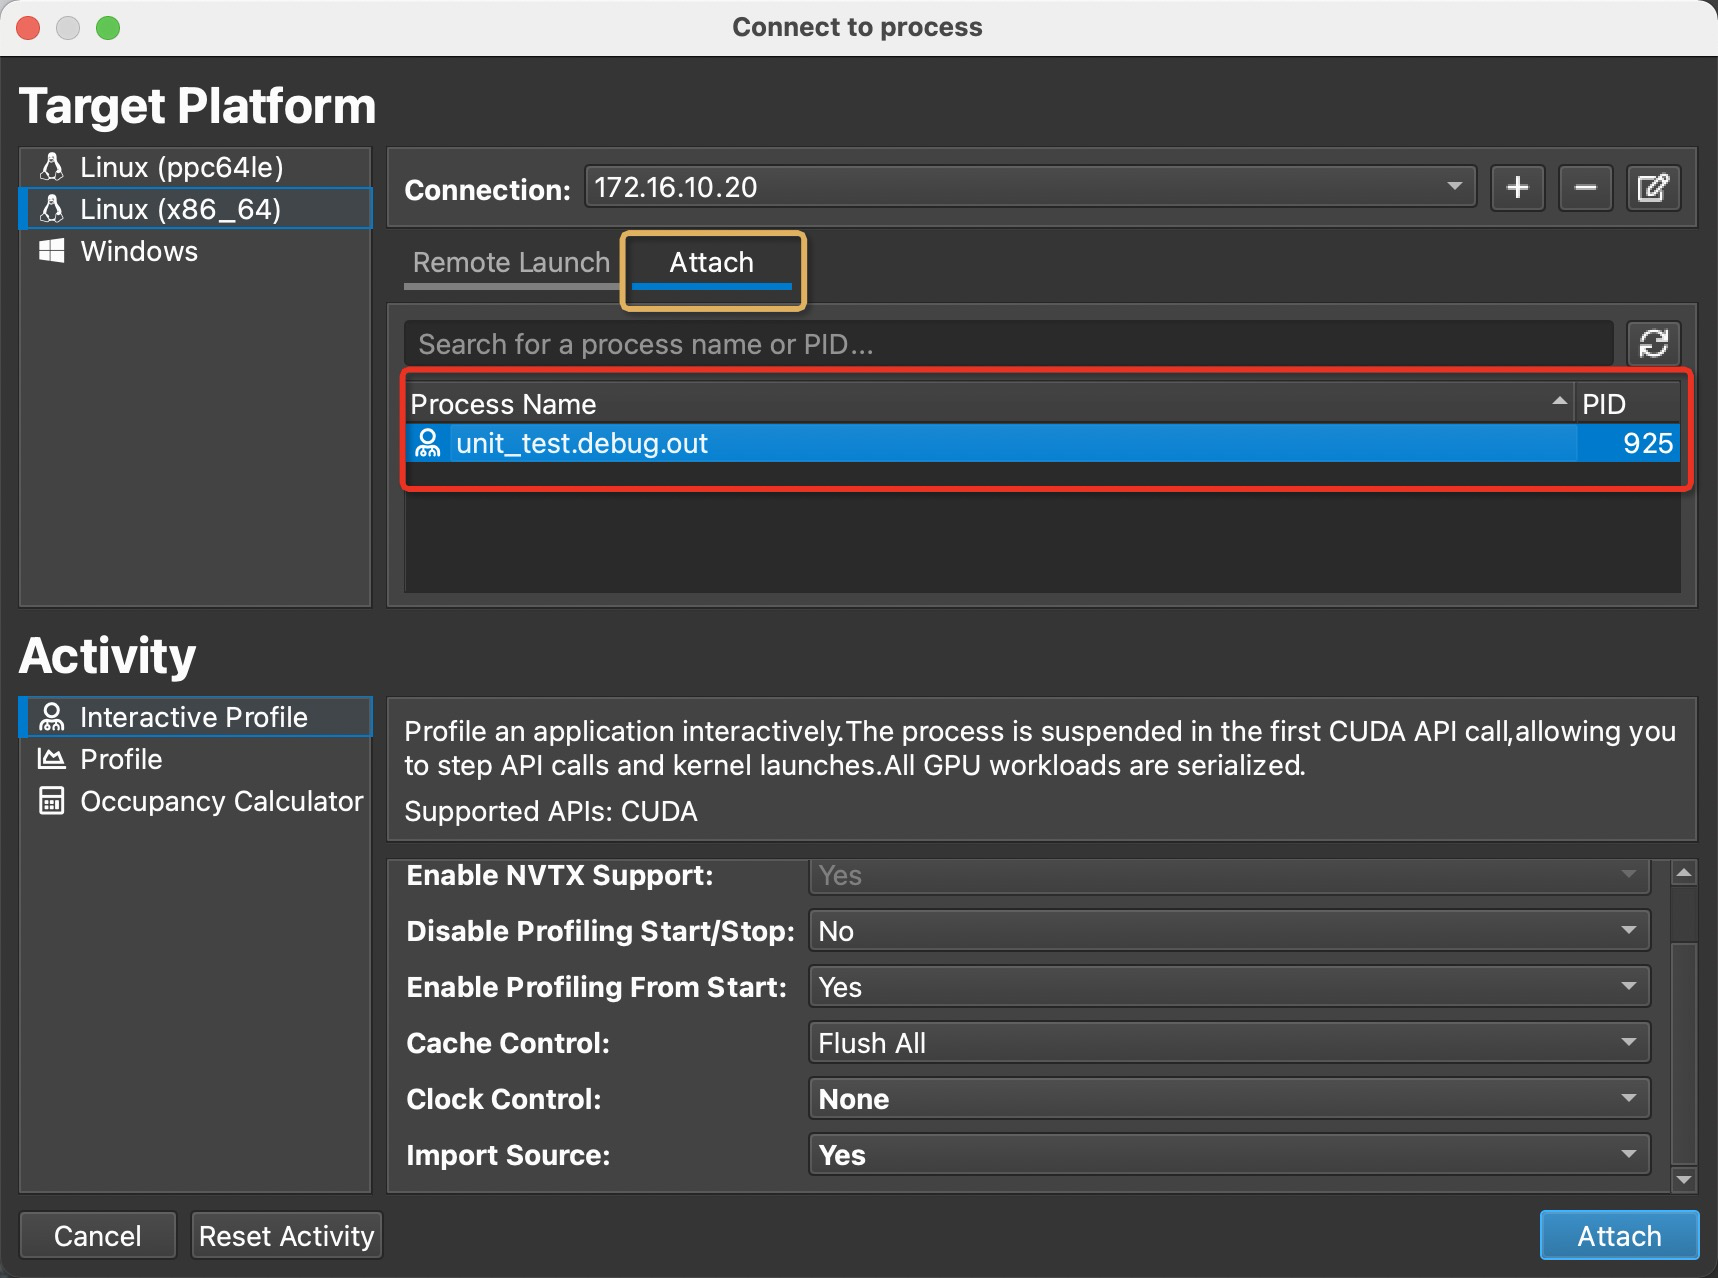 Connect to process
Target Platform
Linux (ppc64le)
Linux (x86_64)
Windows
Connection: 172.16.10.20
Remote Launch Attach
Search for a process name or PID...
Process Name PID
unit_test.debug.out 925
Activity
Interactive Profile
Profile
Occupancy Calculator
Profile an application interactively.The process is suspended in the first CUDA API call,allowing you
to step API calls and kernel launches.All GPU workloads are serialized.
Supported APIs: CUDA
Enable NVTX Support: Yes
Disable Profiling Start/Stop: No
Enable Profiling From Start: Yes
Cache Control: Flush All
Clock Control: None
Import Source: Yes
Cancel Reset Activity Attach